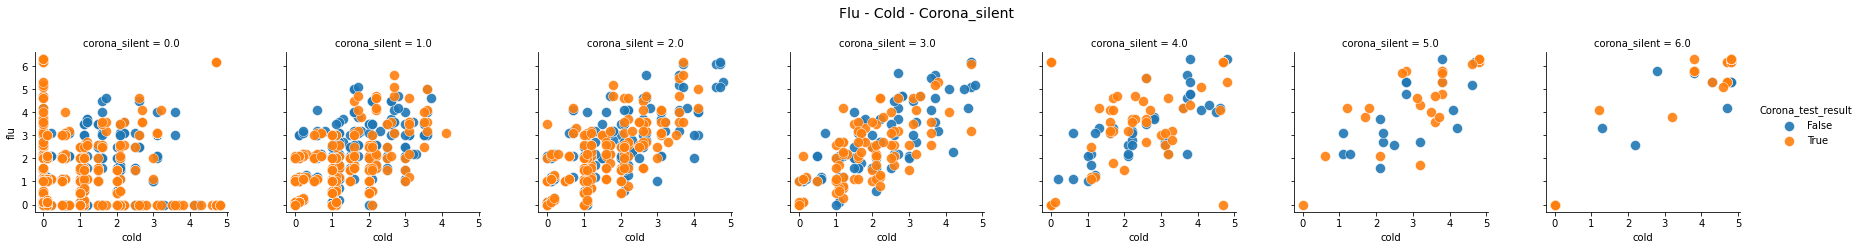 Flu - Cold - Corona_silent
corona_silent = 0.0
corona_silent = 1.0
corona_silent = 2.0
corona_silent = 3.0
corona_silent = 4.0
corona_silent = 5.0
corona_silent = 6.0
6
5
4
3
2
1
0
flu
Corona_test_result
False
True
0 1 2 3 4 5
0 1 2 3 4 5
0 1 2 3 4 5
0 1 2 3 4 5
0 1 2 3 4 5
0 1 2 3 4 5
0 1 2 3 4 5
cold
cold
cold
cold
cold
cold
cold